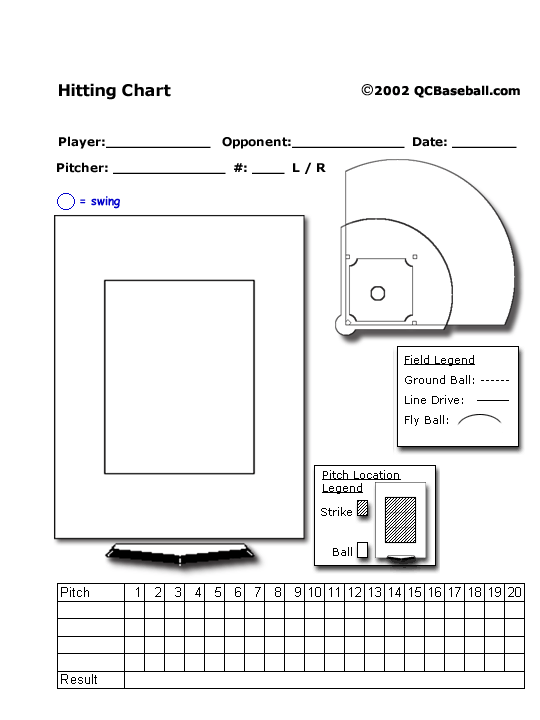 Hitting Chart ©2002 QCBaseball.com
Player:_____________ Opponent:______________ Date: ________
Pitcher: ______________ #: ____ L / R
= swing
Field Legend
Ground Ball:
Line Drive:
Fly Ball:
Pitch Location
Legend
Strike
Ball
Pitch 1 2 3 4 5 6 7 8 9 10 11 12 13 14 15 16 17 18 19 20
Result